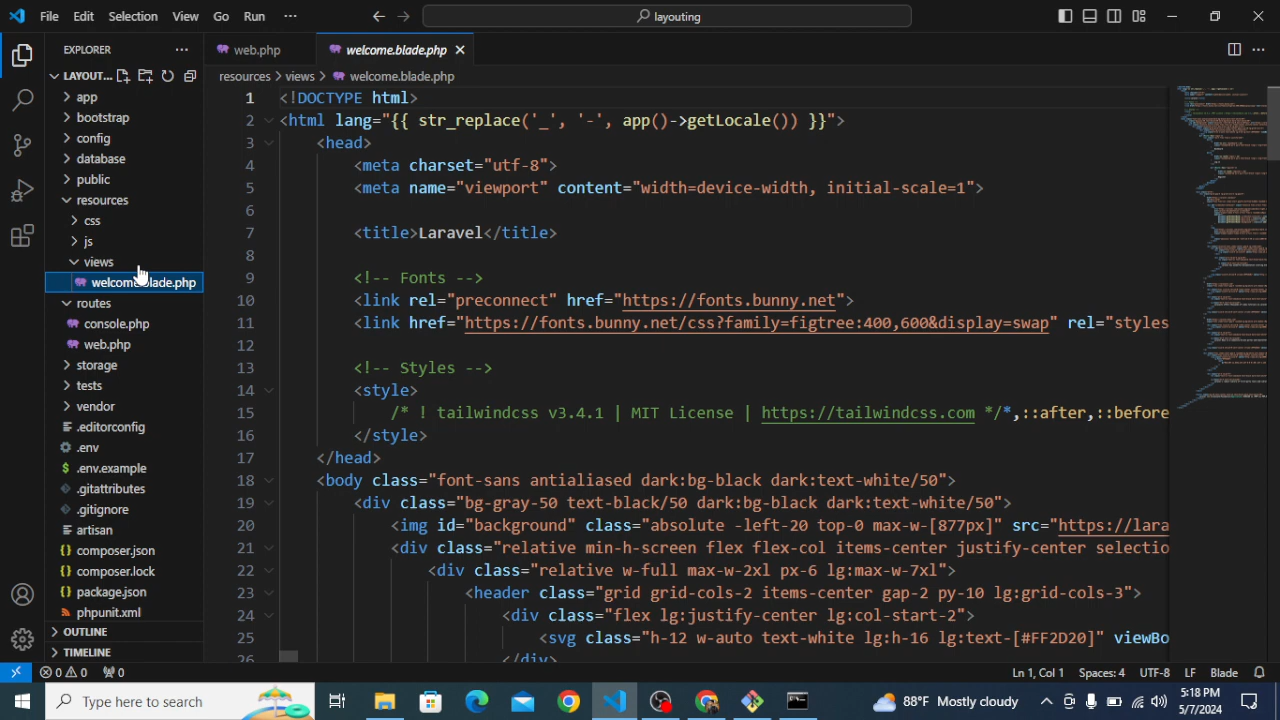 File Edit Selection View Go Run ···
layouting
EXPLORER ···
web.php
welcome.blade.php
LAYOUT...
resources > views > welcome.blade.php
app
bootstrap
config
database
public
resources
css
js
views
welcome.blade.php
routes
console.php
web.php
storage
tests
vendor
.editorconfig
.env
$ .env.example
.gitattributes
.gitignore
artisan
{} composer.json
{} composer.lock
{} package.json
phpunit.xml
OUTLINE
TIMELINE
1 <!DOCTYPE html>
2 <html lang="{{ str_replace('_', '-', app()->getLocale()) }}">
3 <head>
4 <meta charset="utf-8">
5 <meta name="viewport" content="width=device-width, initial-scale=1">
6
7 <title>Laravel</title>
8
9 <!-- Fonts -->
10 <link rel="preconnect" href="https://fonts.bunny.net">
11 <link href="https://fonts.bunny.net/css?family=figtree:400,600&display=swap" rel="styles
12
13 <!-- Styles -->
14 <style>
15 /* ! tailwindcss v3.4.1 | MIT License | https://tailwindcss.com */*,::after,::before
16 </style>
17 </head>
18 <body class="font-sans antialiased dark:bg-black dark:text-white/50">
19 <div class="bg-gray-50 text-black/50 dark:bg-black dark:text-white/50">
20 <img id="background" class="absolute -left-20 top-0 max-w-[877px]" src="https://lara
21 <div class="relative min-h-screen flex flex-col items-center justify-center selectio
22 <div class="relative w-full max-w-2xl px-6 lg:max-w-7xl">
23 <header class="grid grid-cols-2 items-center gap-2 py-10 lg:grid-cols-3">
24 <div class="flex lg:justify-center lg:col-start-2">
25 <svg class="h-12 w-auto text-white lg:h-16 lg:text-[#FF2D20]" viewBo
26 </div>
0 0 0
Ln 1, Col 1 Spaces: 4 UTF-8 LF Blade
Type here to search
88°F Mostly cloudy
5:18 PM
5/7/2024